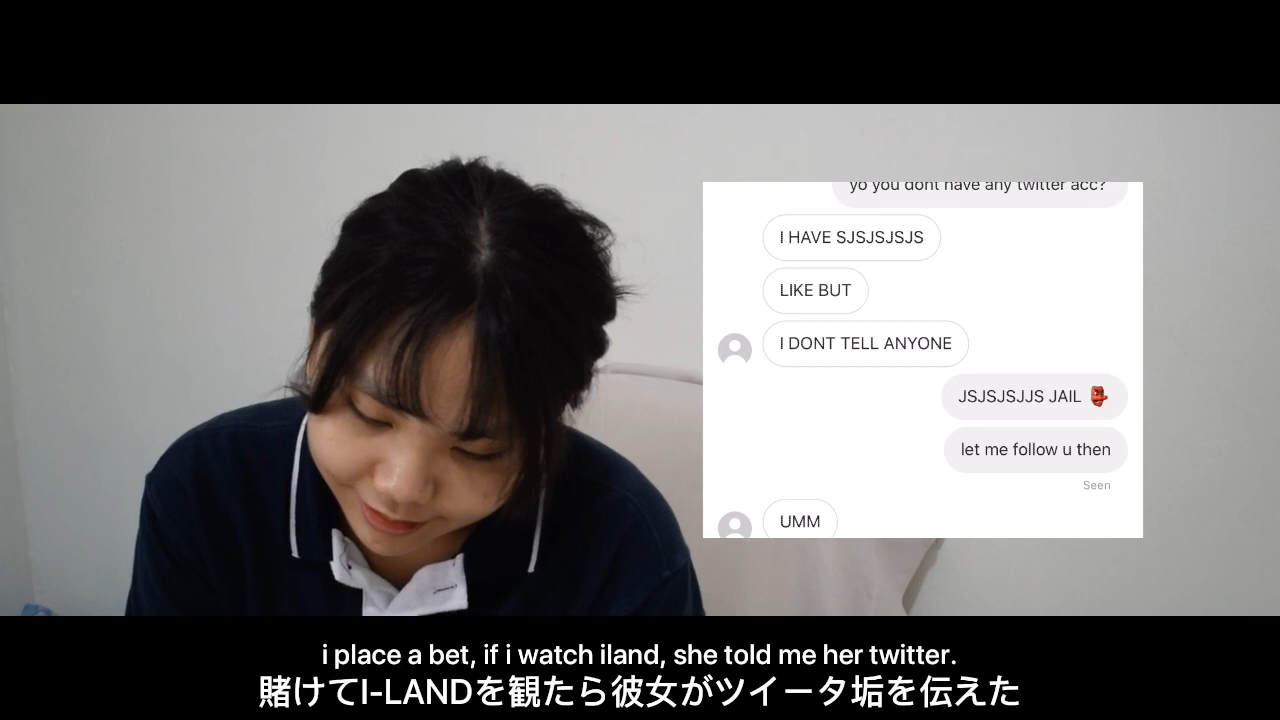 yo you dont have any twitter acc?
I HAVE SJSJSJSJS
LIKE BUT
I DONT TELL ANYONE
JSJSJSJJS JAIL 👺
let me follow u then
Seen
UMM
i place a bet, if i watch iland, she told me her twitter.
賭けてI-LANDを観たら彼女がツイータ垢を伝えた